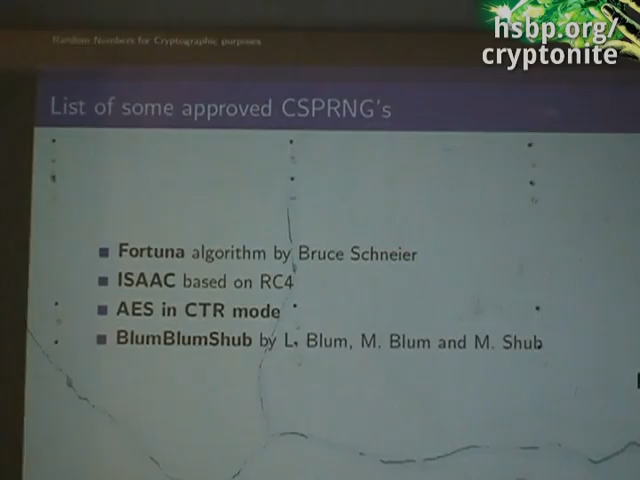 hsbp.org/
cryptonite
Random Numbers for Cryptographic purposes
List of some approved CSPRNG's
Fortuna algorithm by Bruce Schneier
ISAAC based on RC4
AES in CTR mode
BlumBlumShub by L. Blum, M. Blum and M. Shub